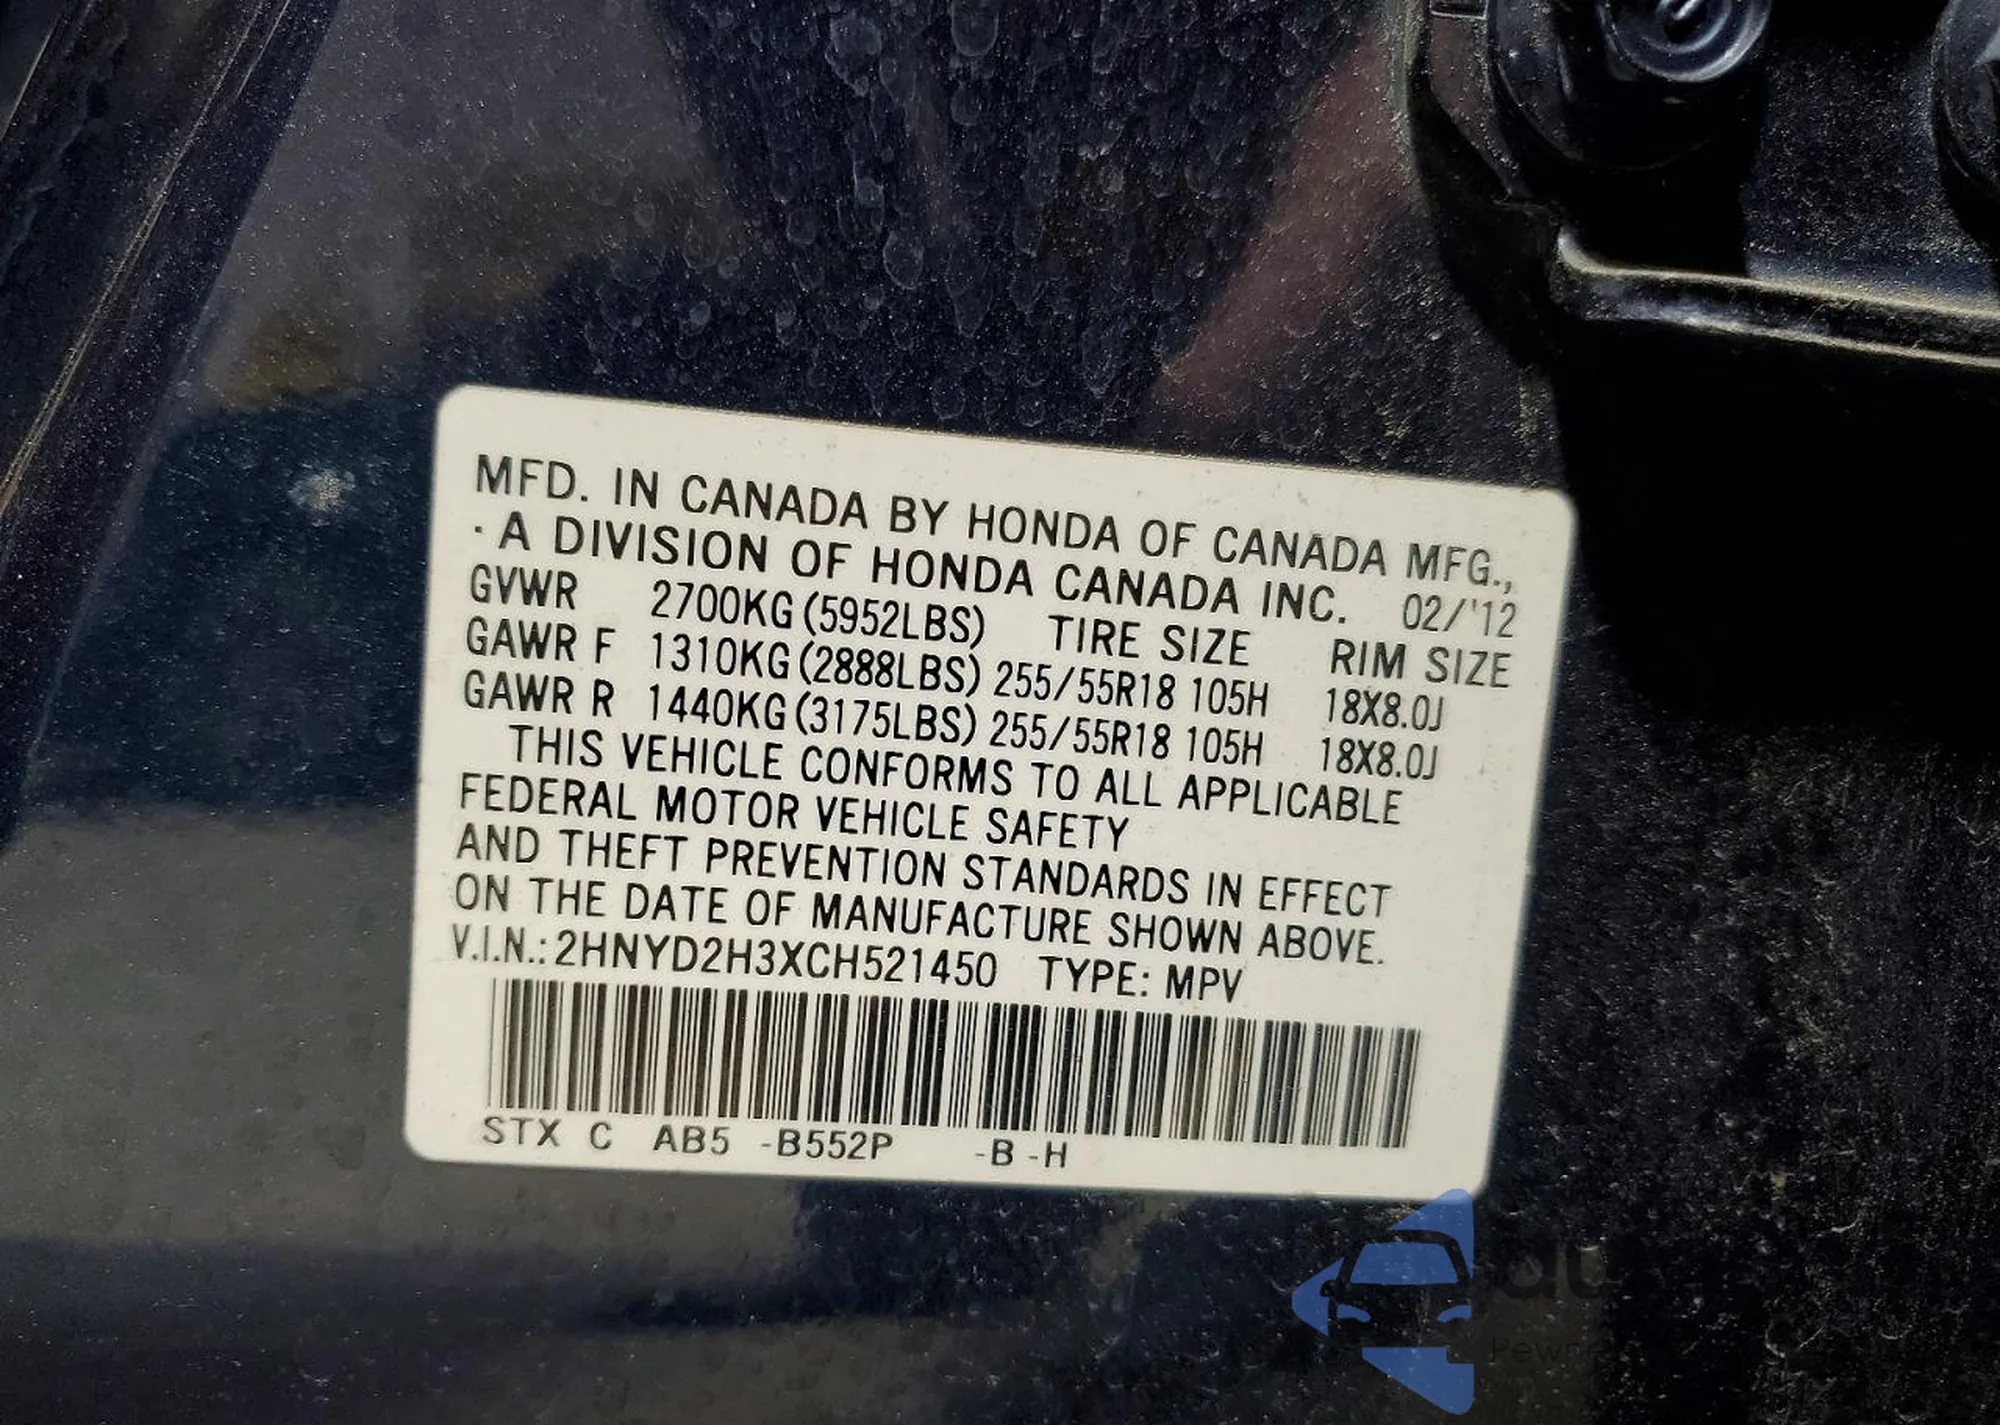 MFD. IN CANADA BY HONDA OF CANADA MFG.,
· A DIVISION OF HONDA CANADA INC. 02/'12
GVWR 2700KG (5952LBS) TIRE SIZE RIM SIZE
GAWR F 1310KG (2888LBS) 255/55R18 105H 18X8.0J
GAWR R 1440KG (3175LBS) 255/55R18 105H 18X8.0J
THIS VEHICLE CONFORMS TO ALL APPLICABLE
FEDERAL MOTOR VEHICLE SAFETY
AND THEFT PREVENTION STANDARDS IN EFFECT
ON THE DATE OF MANUFACTURE SHOWN ABOVE.
V.I.N.: 2HNYD2H3XCH521450 TYPE: MPV
STX C AB5 -B552P -B -H